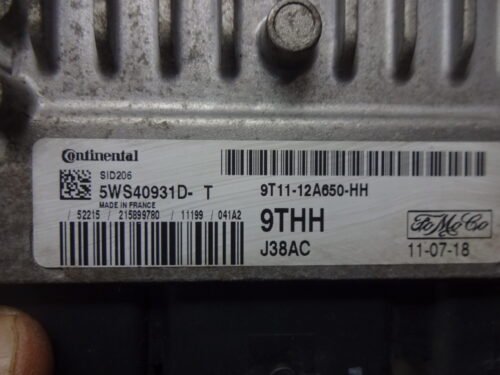 Continental
SID206
5WS40931D- T
MADE IN FRANCE
/ 52215 / 215899780 / 11199 / 041A2
9T11-12A650-HH
9THH
J38AC
FoMoCo
11-07-18